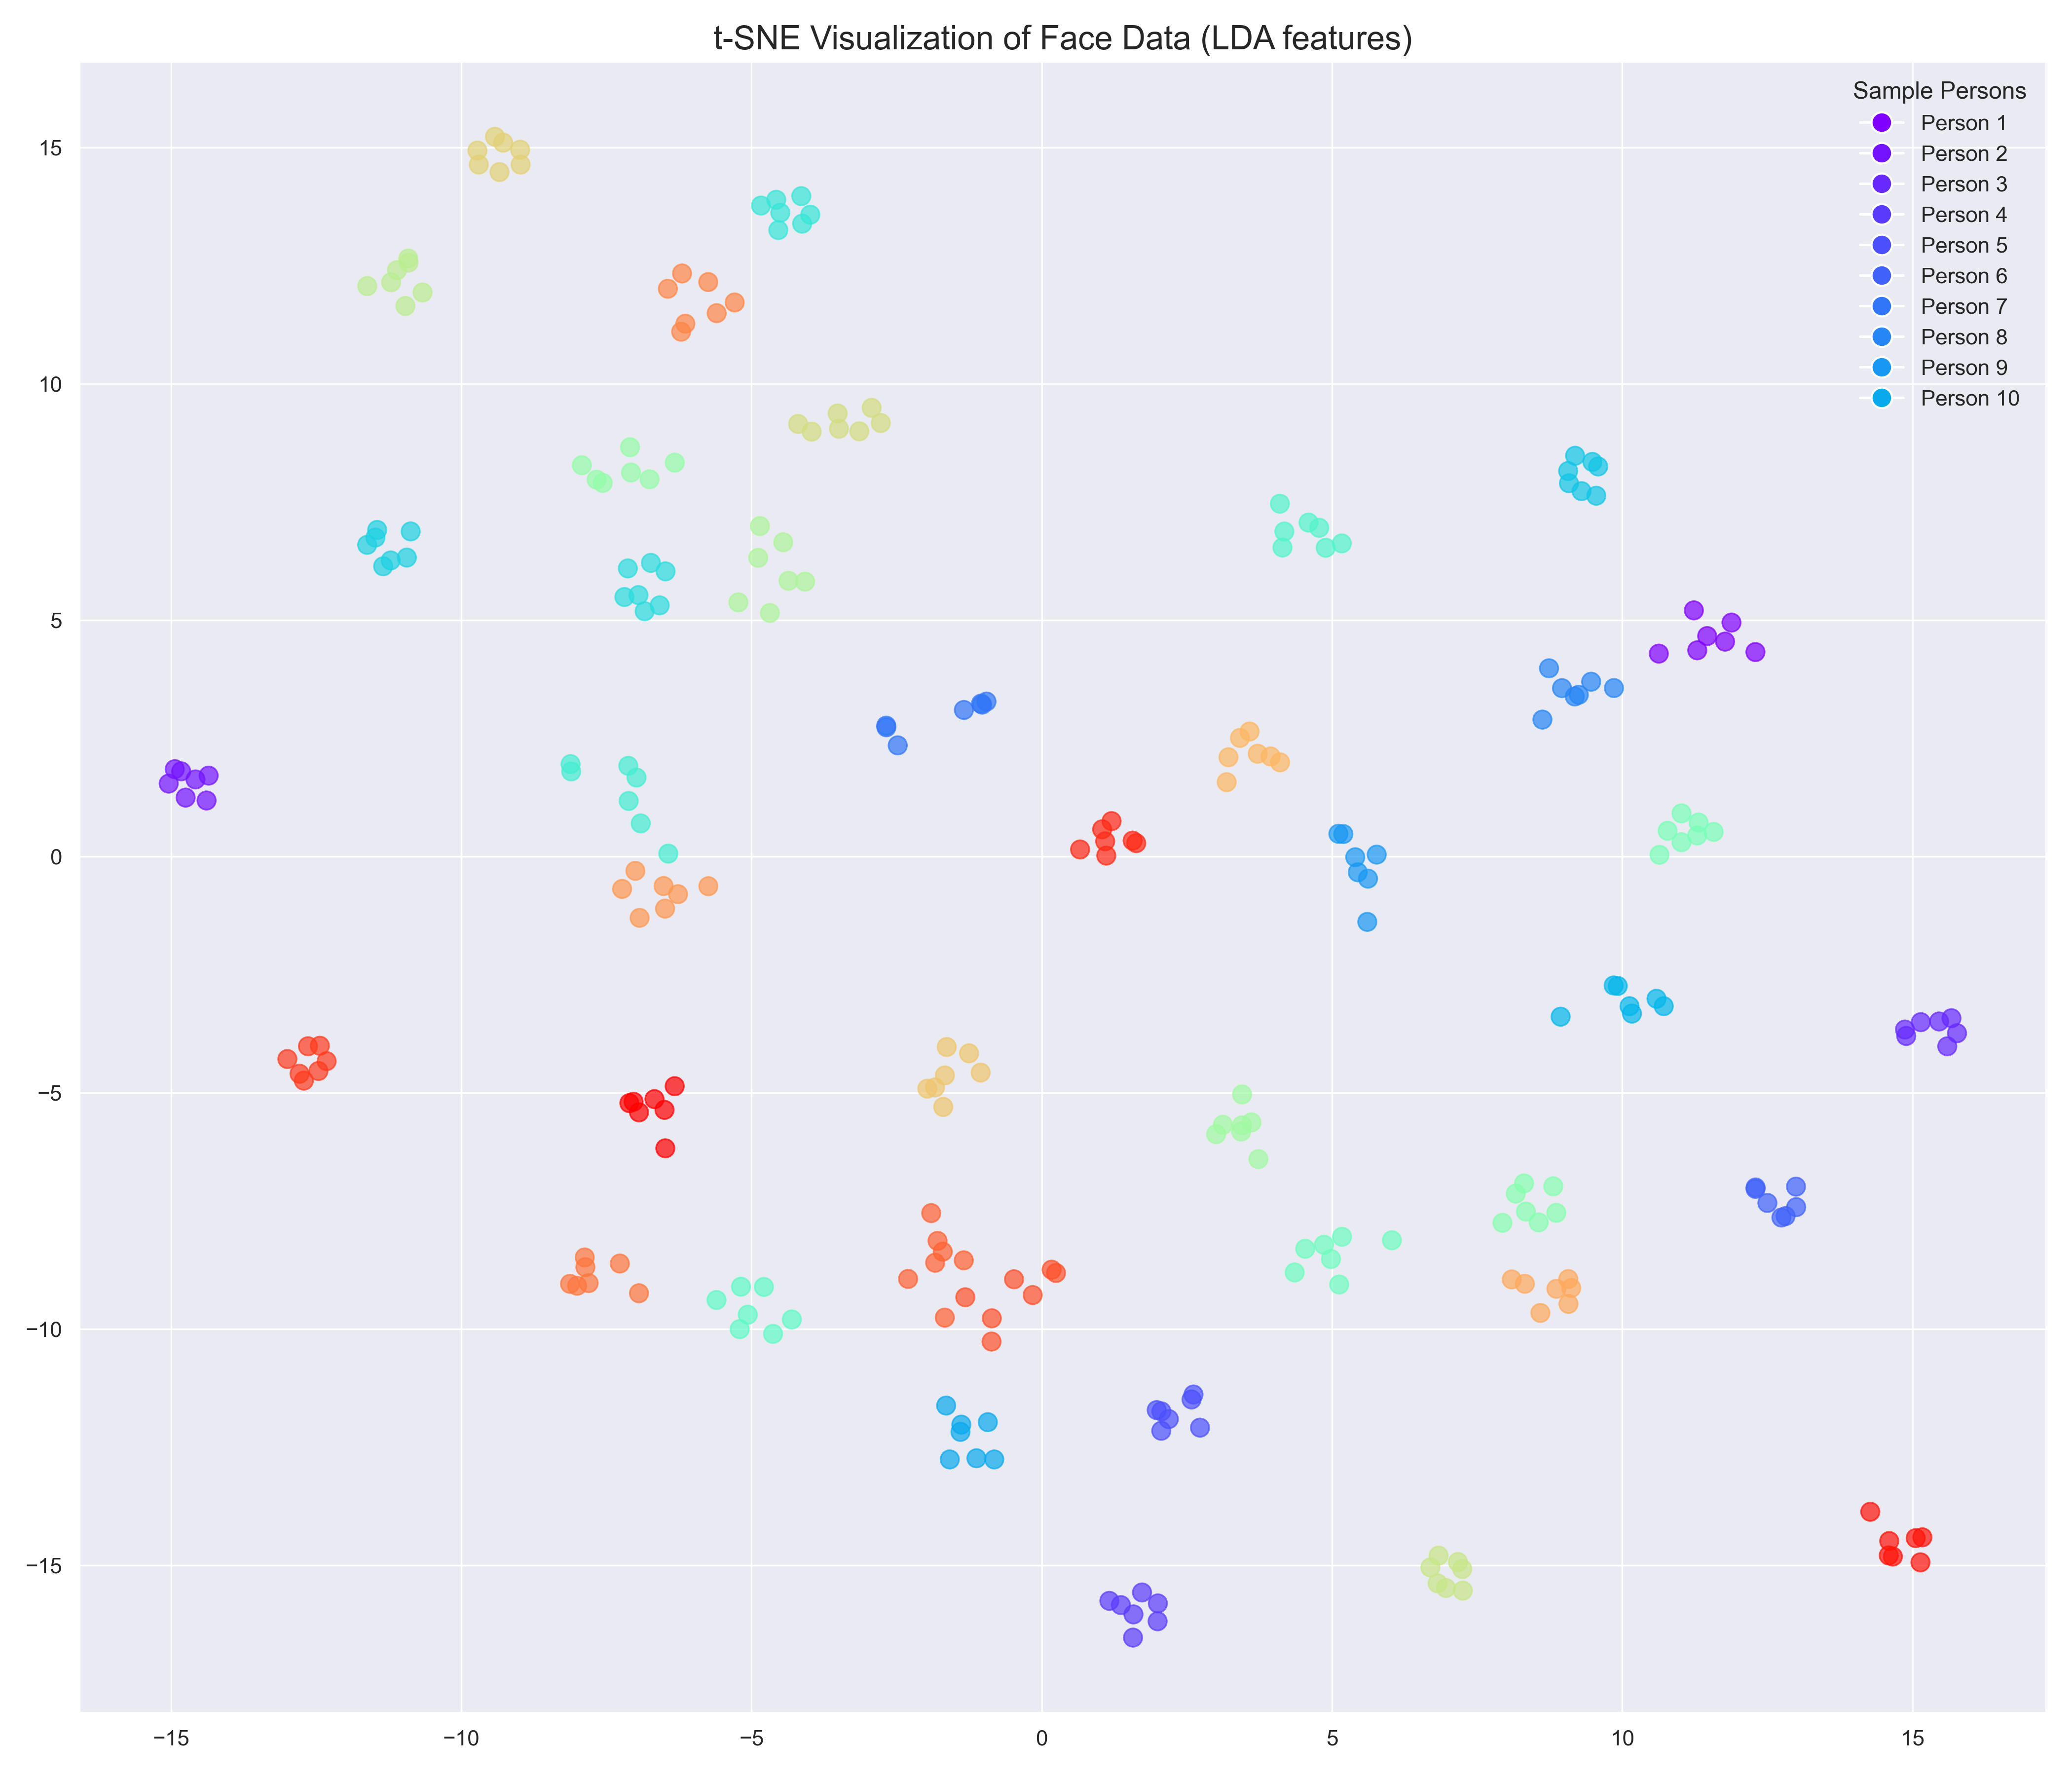 t-SNE Visualization of Face Data (LDA features)
Sample Persons
Person 1
Person 2
Person 3
Person 4
Person 5
Person 6
Person 7
Person 8
Person 9
Person 10
15
10
5
0
−5
−10
−15
−15 −10 −5 0 5 10 15